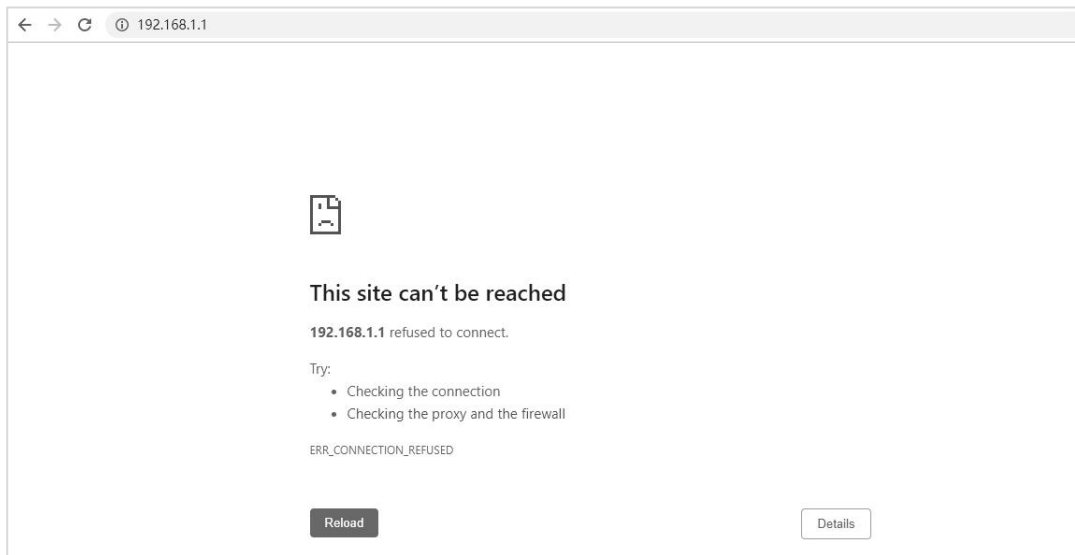 192.168.1.1
This site can't be reached
192.168.1.1 refused to connect.
Try:
• Checking the connection
• Checking the proxy and the firewall
ERR_CONNECTION_REFUSED
Reload
Details